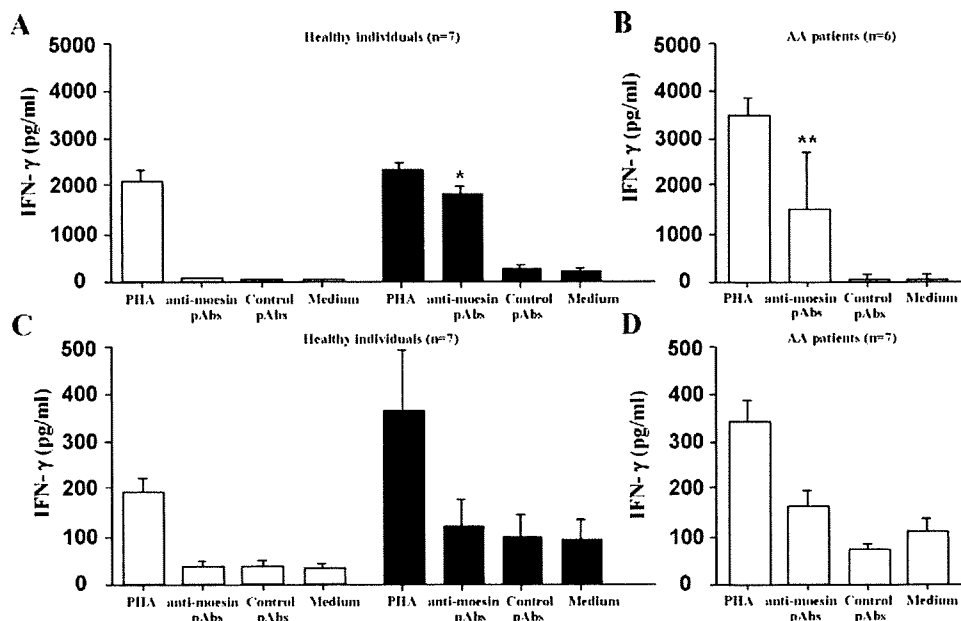 A
Healthy individuals (n=7)
IFN- γ (pg/ml)
5000
4000
3000
2000
1000
0
*
PHA
anti-moesin pAbs
Control pAbs
Medium
PHA
anti-moesin pAbs
Control pAbs
Medium
B
AA patients (n=6)
IFN- γ (pg/ml)
5000
4000
3000
2000
1000
0
**
PHA
anti-moesin pAbs
Control pAbs
Medium
C
Healthy individuals (n=7)
IFN- γ (pg/ml)
500
400
300
200
100
0
PHA
anti-moesin pAbs
Control pAbs
Medium
PHA
anti-moesin pAbs
Control pAbs
Medium
D
AA patients (n=7)
IFN- γ (pg/ml)
500
400
300
200
100
0
PHA
anti-moesin pAbs
Control pAbs
Medium